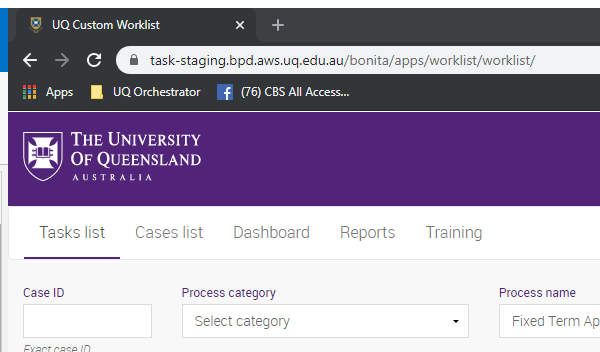 UQ Custom Worklist
task-staging.bpd.aws.uq.edu.au/bonita/apps/worklist/worklist/
Apps UQ Orchestrator (76) CBS All Access...
THE UNIVERSITY
OF QUEENSLAND
AUSTRALIA
Tasks list Cases list Dashboard Reports Training
Case ID Process category Process name
Select category Fixed Term Ap
Exact case ID